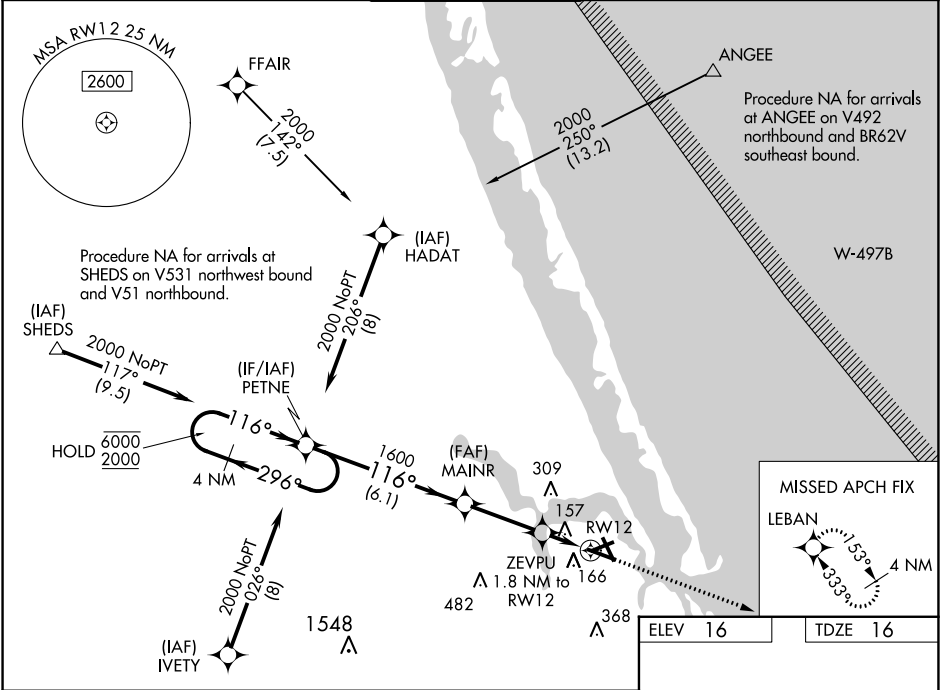 MSA RW12 25 NM
2600
FFAIR
2000
142°
(7.5)
ANGEE
2000
250°
(13.2)
Procedure NA for arrivals
at ANGEE on V492
northbound and BR62V
southeast bound.
W-497B
(IAF)
HADAT
2000 NoPT
206°
(8)
Procedure NA for arrivals at
SHEDS on V531 northwest bound
and V51 northbound.
(IAF)
SHEDS
2000 NoPT
117°
(9.5)
(IF/IAF)
PETNE
HOLD 6000
2000
116°
296°
4 NM
1600
116°
(6.1)
(FAF)
MAINR
309
157
RW12
ZEVPU
1.8 NM to
RW12
166
482
368
2000 NoPT
026°
(8)
(IAF)
IVETY
1548
MISSED APCH FIX
LEBAN
153°
333°
4 NM
ELEV 16
TDZE 16